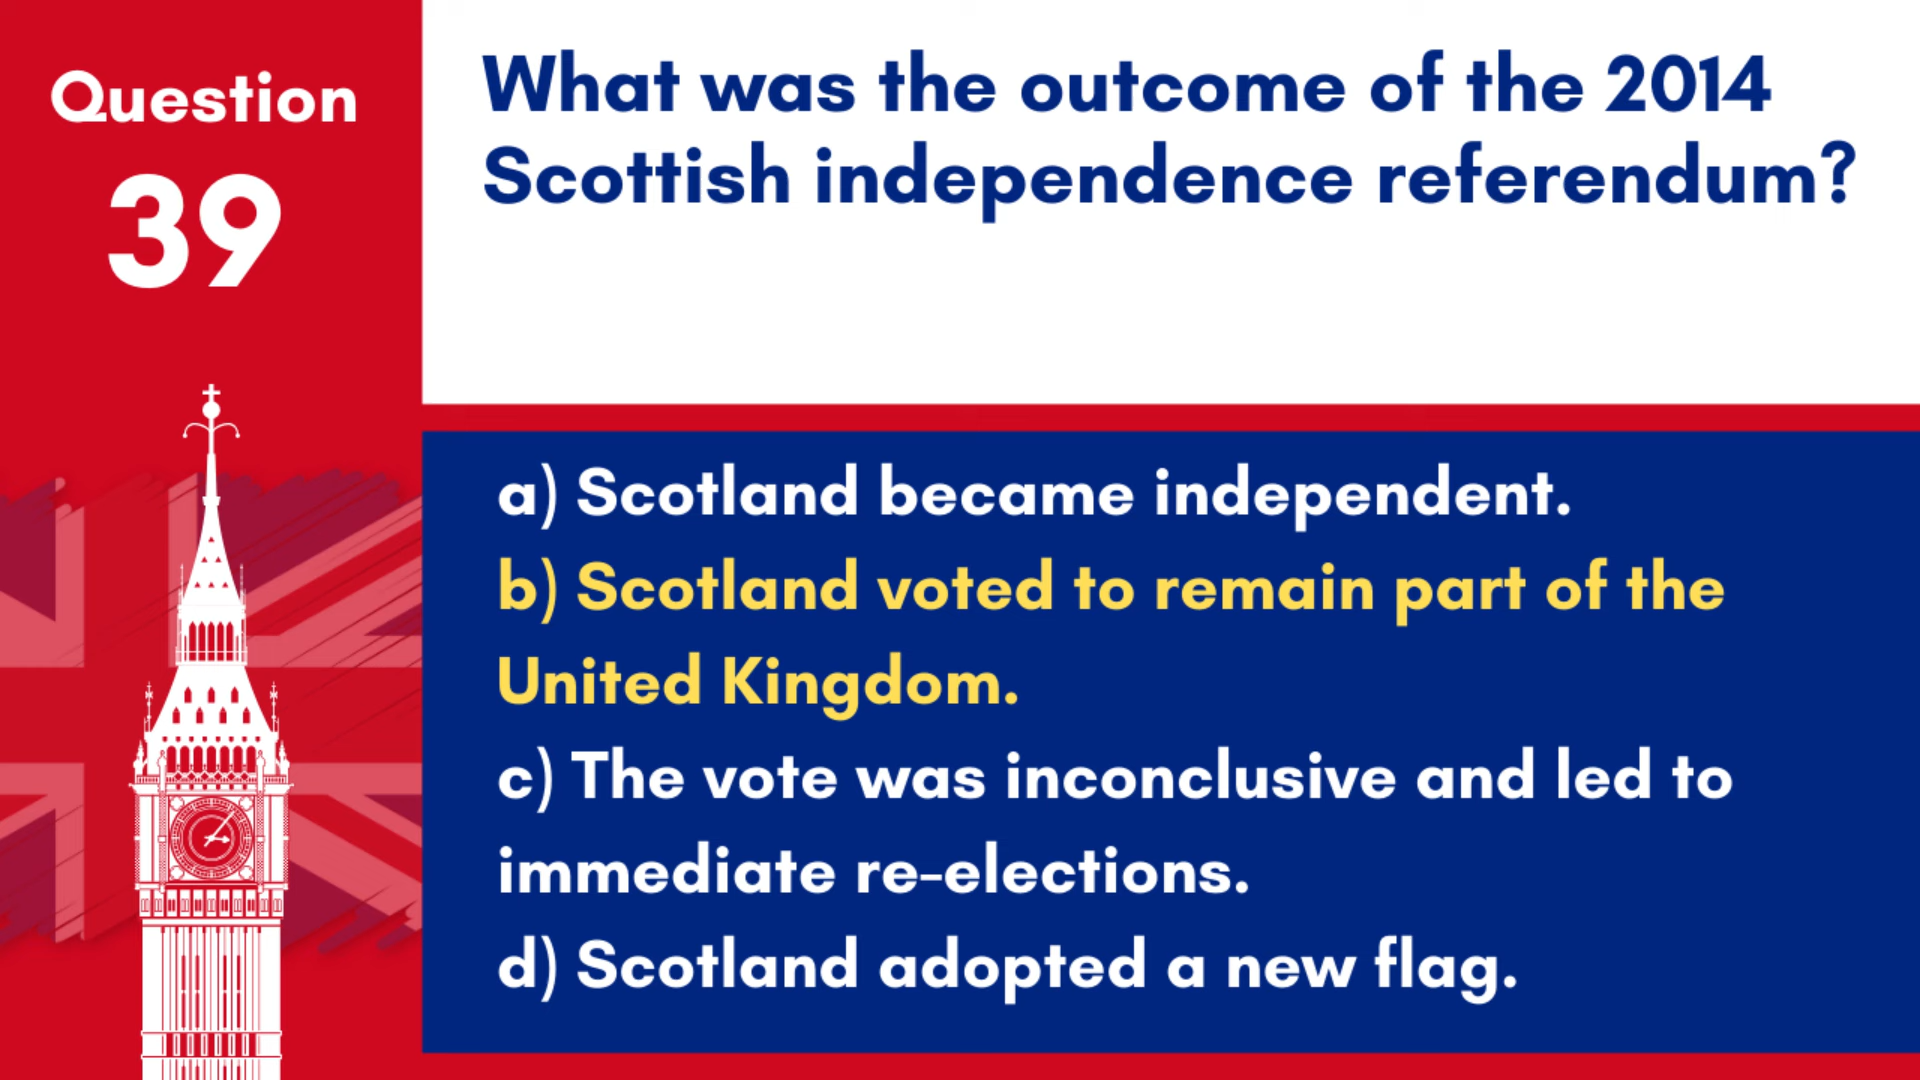 Question
39
What was the outcome of the 2014
Scottish independence referendum?
a) Scotland became independent.
b) Scotland voted to remain part of the
United Kingdom.
c) The vote was inconclusive and led to
immediate re-elections.
d) Scotland adopted a new flag.